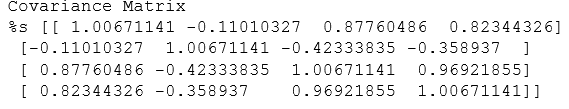 Covariance Matrix
%s [[ 1.00671141 -0.11010327  0.87760486  0.82344326]
[-0.11010327  1.00671141 -0.42333835 -0.358937  ]
[ 0.87760486 -0.42333835  1.00671141  0.96921855]
[ 0.82344326 -0.358937    0.96921855  1.00671141]]